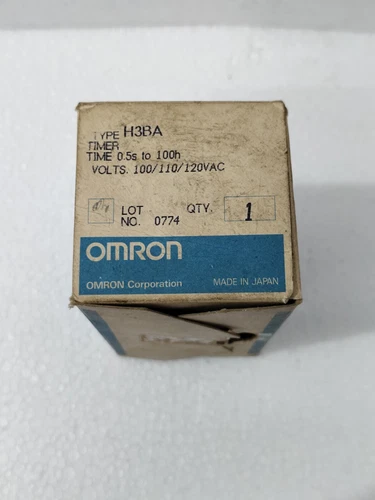 TYPE H3BA
TIMER
TIME 0.5s to 100h
VOLTS. 100/110/120VAC
LOT NO. 0774
QTY. 1
OMRON
OMRON Corporation MADE IN JAPAN